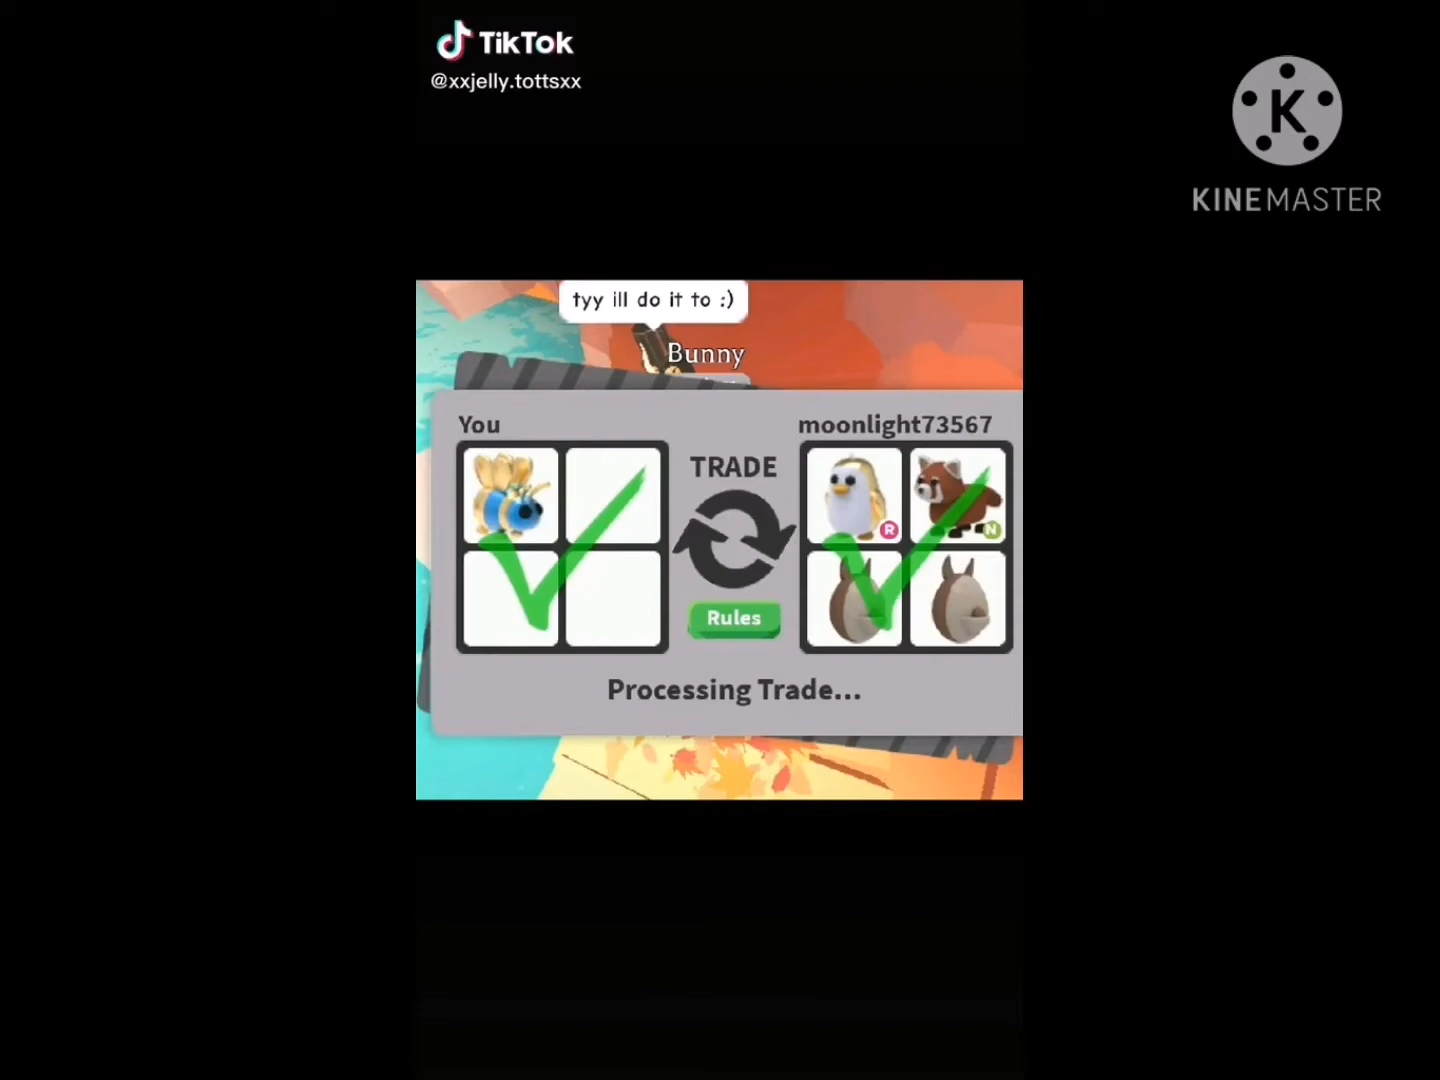 TikTok
@xxjelly.tottsxx
K
KINEMASTER
tyy ill do it to :)
Bunny
You
moonlight73567
TRADE
R
N
Rules
Processing Trade...